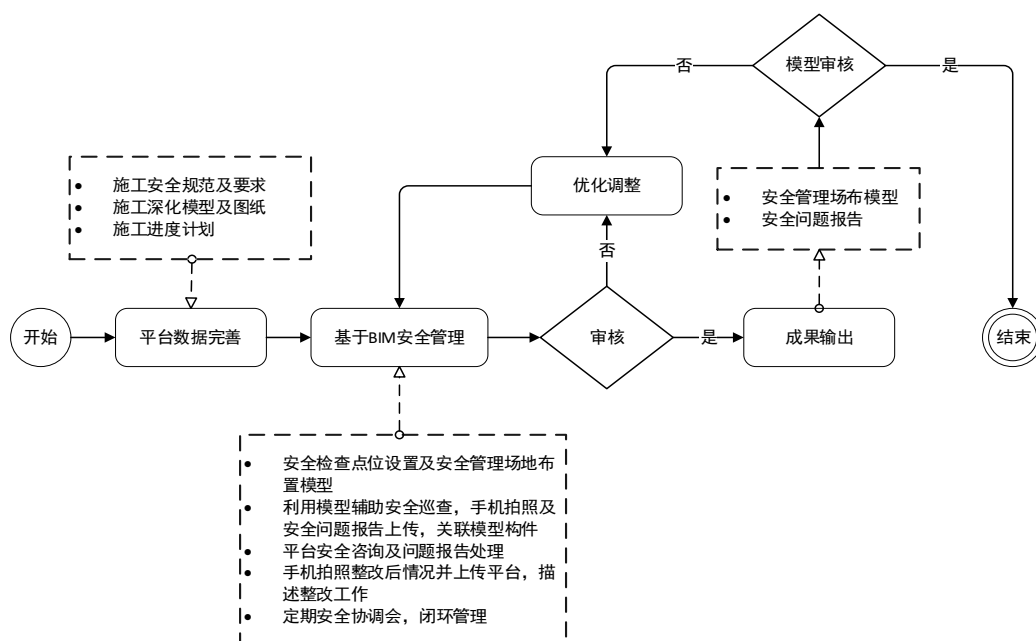 模型审核
否
是
施工安全规范及要求
施工深化模型及图纸
施工进度计划
优化调整
安全管理场布模型
安全问题报告
否
开始
平台数据完善
基于BIM安全管理
审核
是
成果输出
结束
安全检查点位设置及安全管理场地布
置模型
利用模型辅助安全巡查，手机拍照及
安全问题报告上传，关联模型构件
平台安全咨询及问题报告处理
手机拍照整改后情况并上传平台，描
述整改工作
定期安全协调会，闭环管理